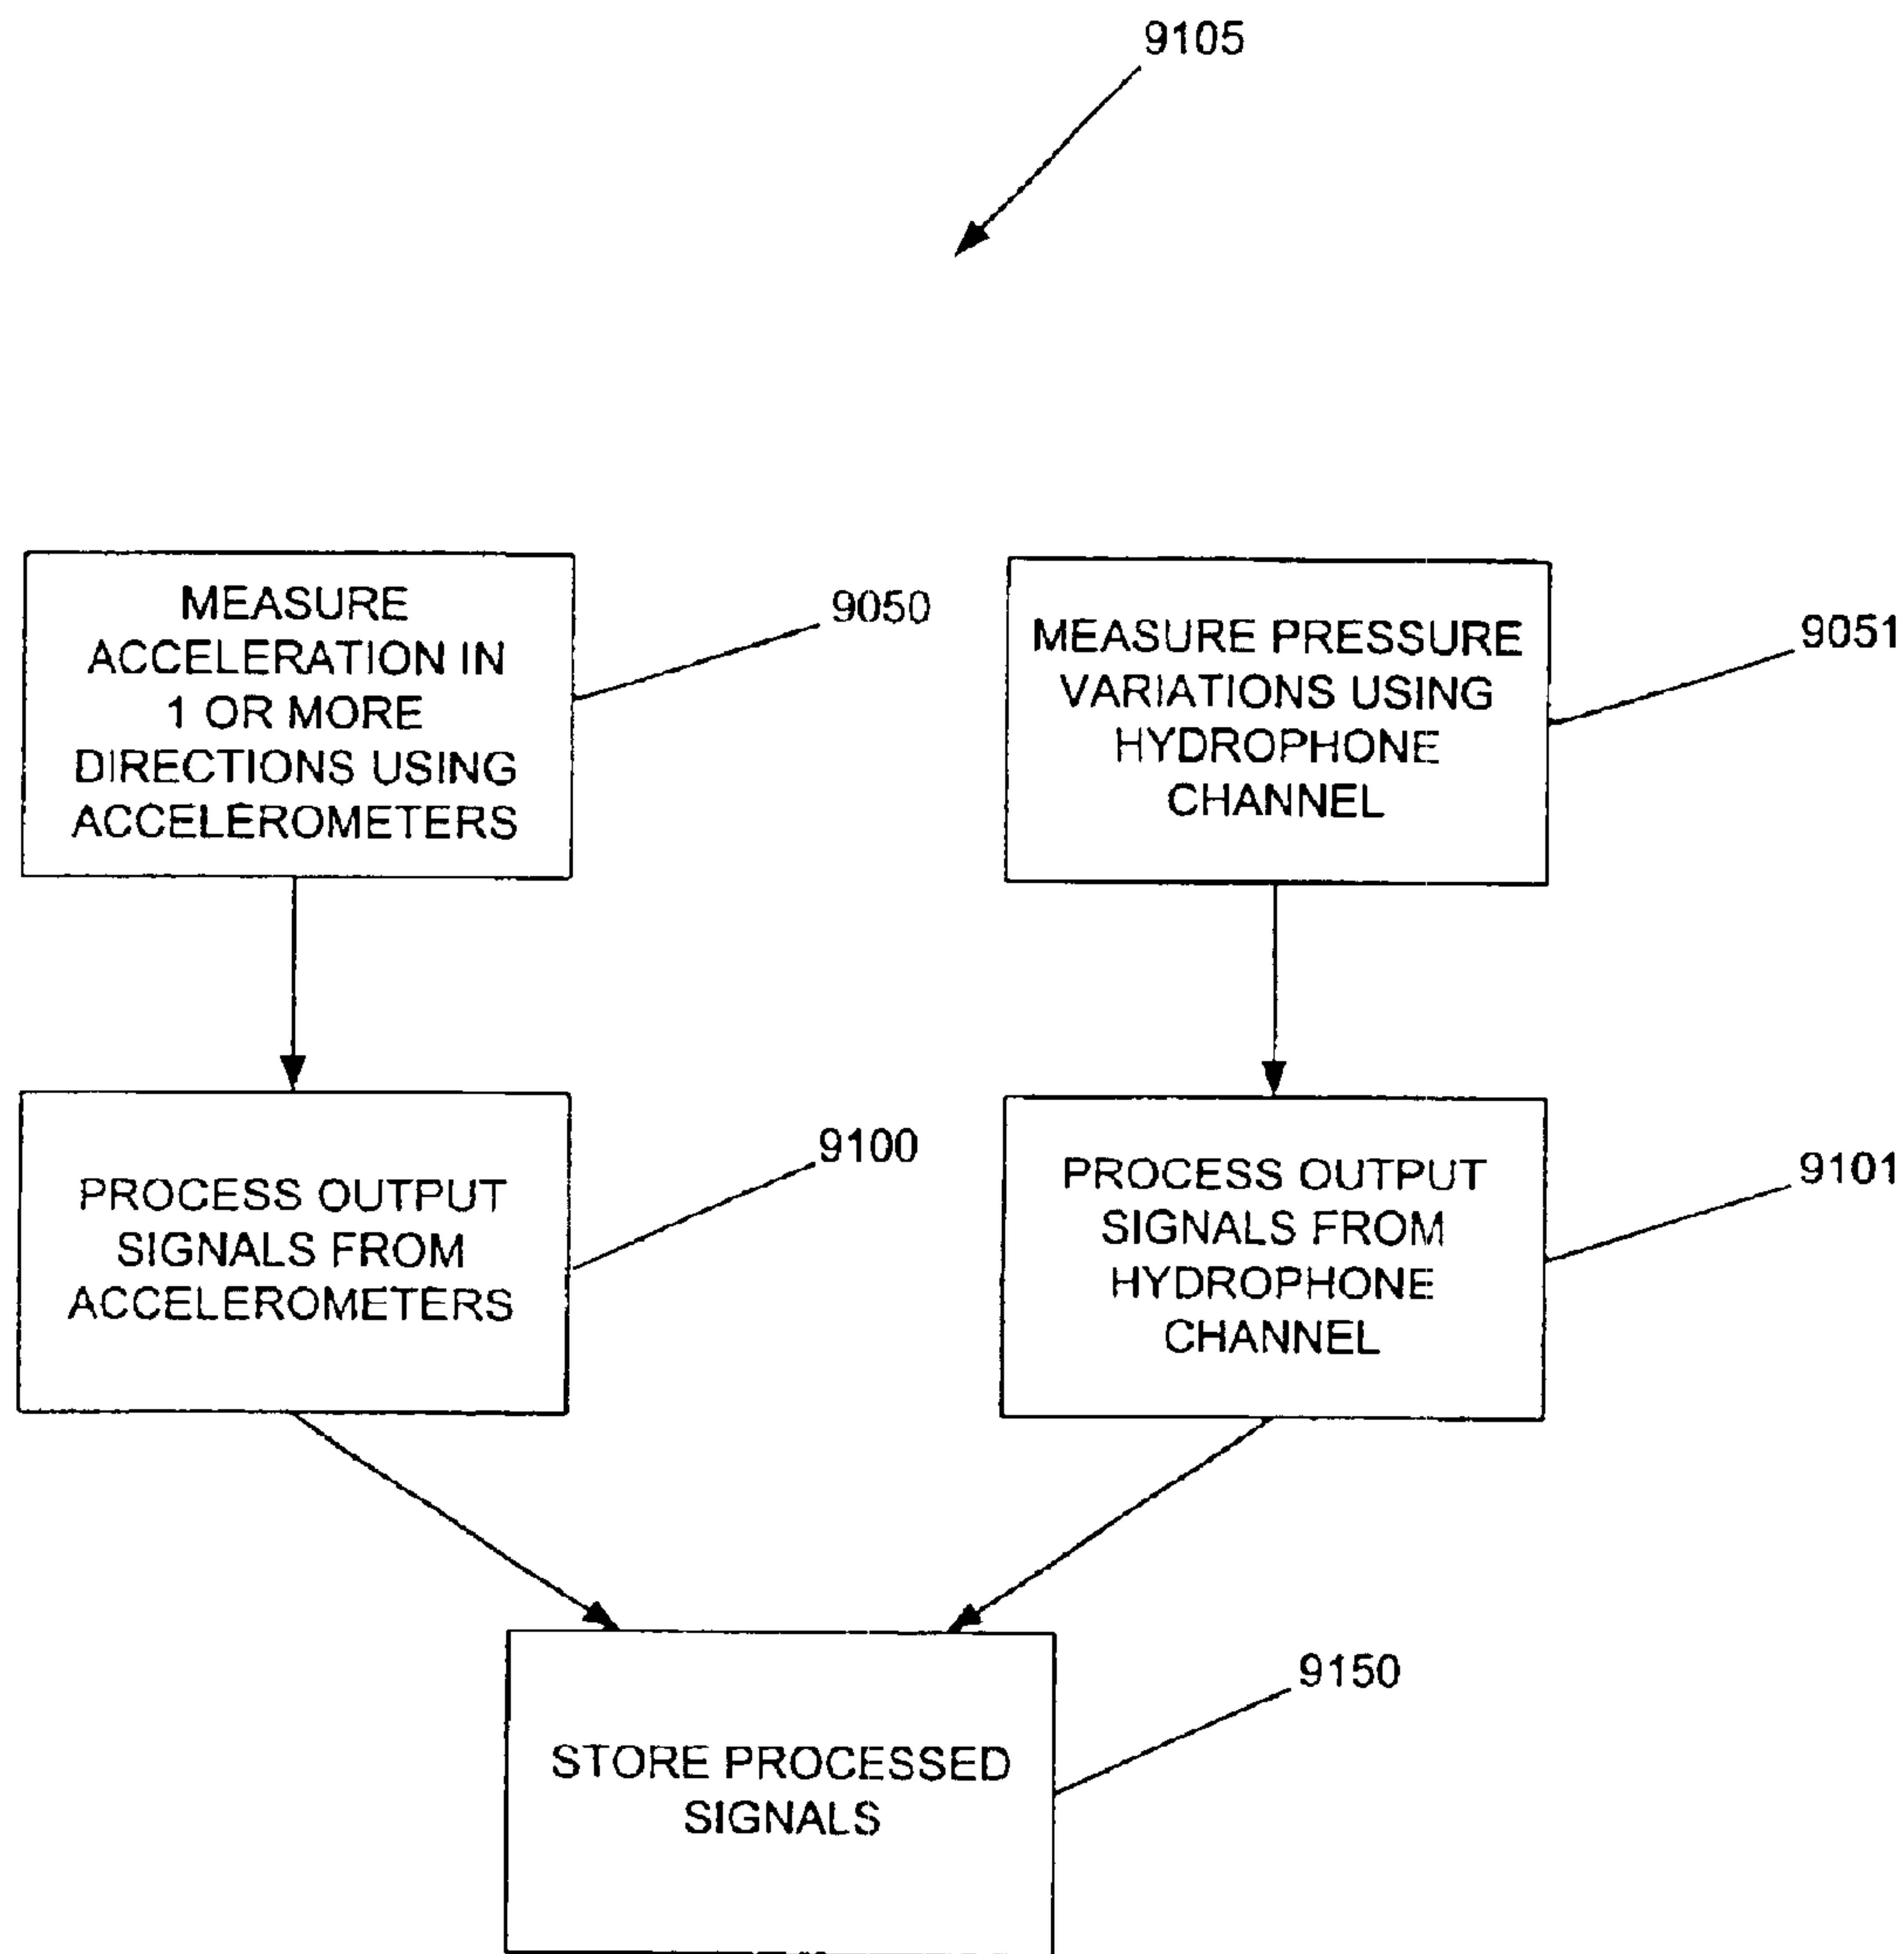 9105
MEASURE
ACCELERATION IN
1 OR MORE
DIRECTIONS USING
ACCELEROMETERS
9050
MEASURE PRESSURE
VARIATIONS USING
HYDROPHONE
CHANNEL
9051
PROCESS OUTPUT
SIGNALS FROM
ACCELEROMETERS
9100
PROCESS OUTPUT
SIGNALS FROM
HYDROPHONE
CHANNEL
9101
STORE PROCESSED
SIGNALS
9150